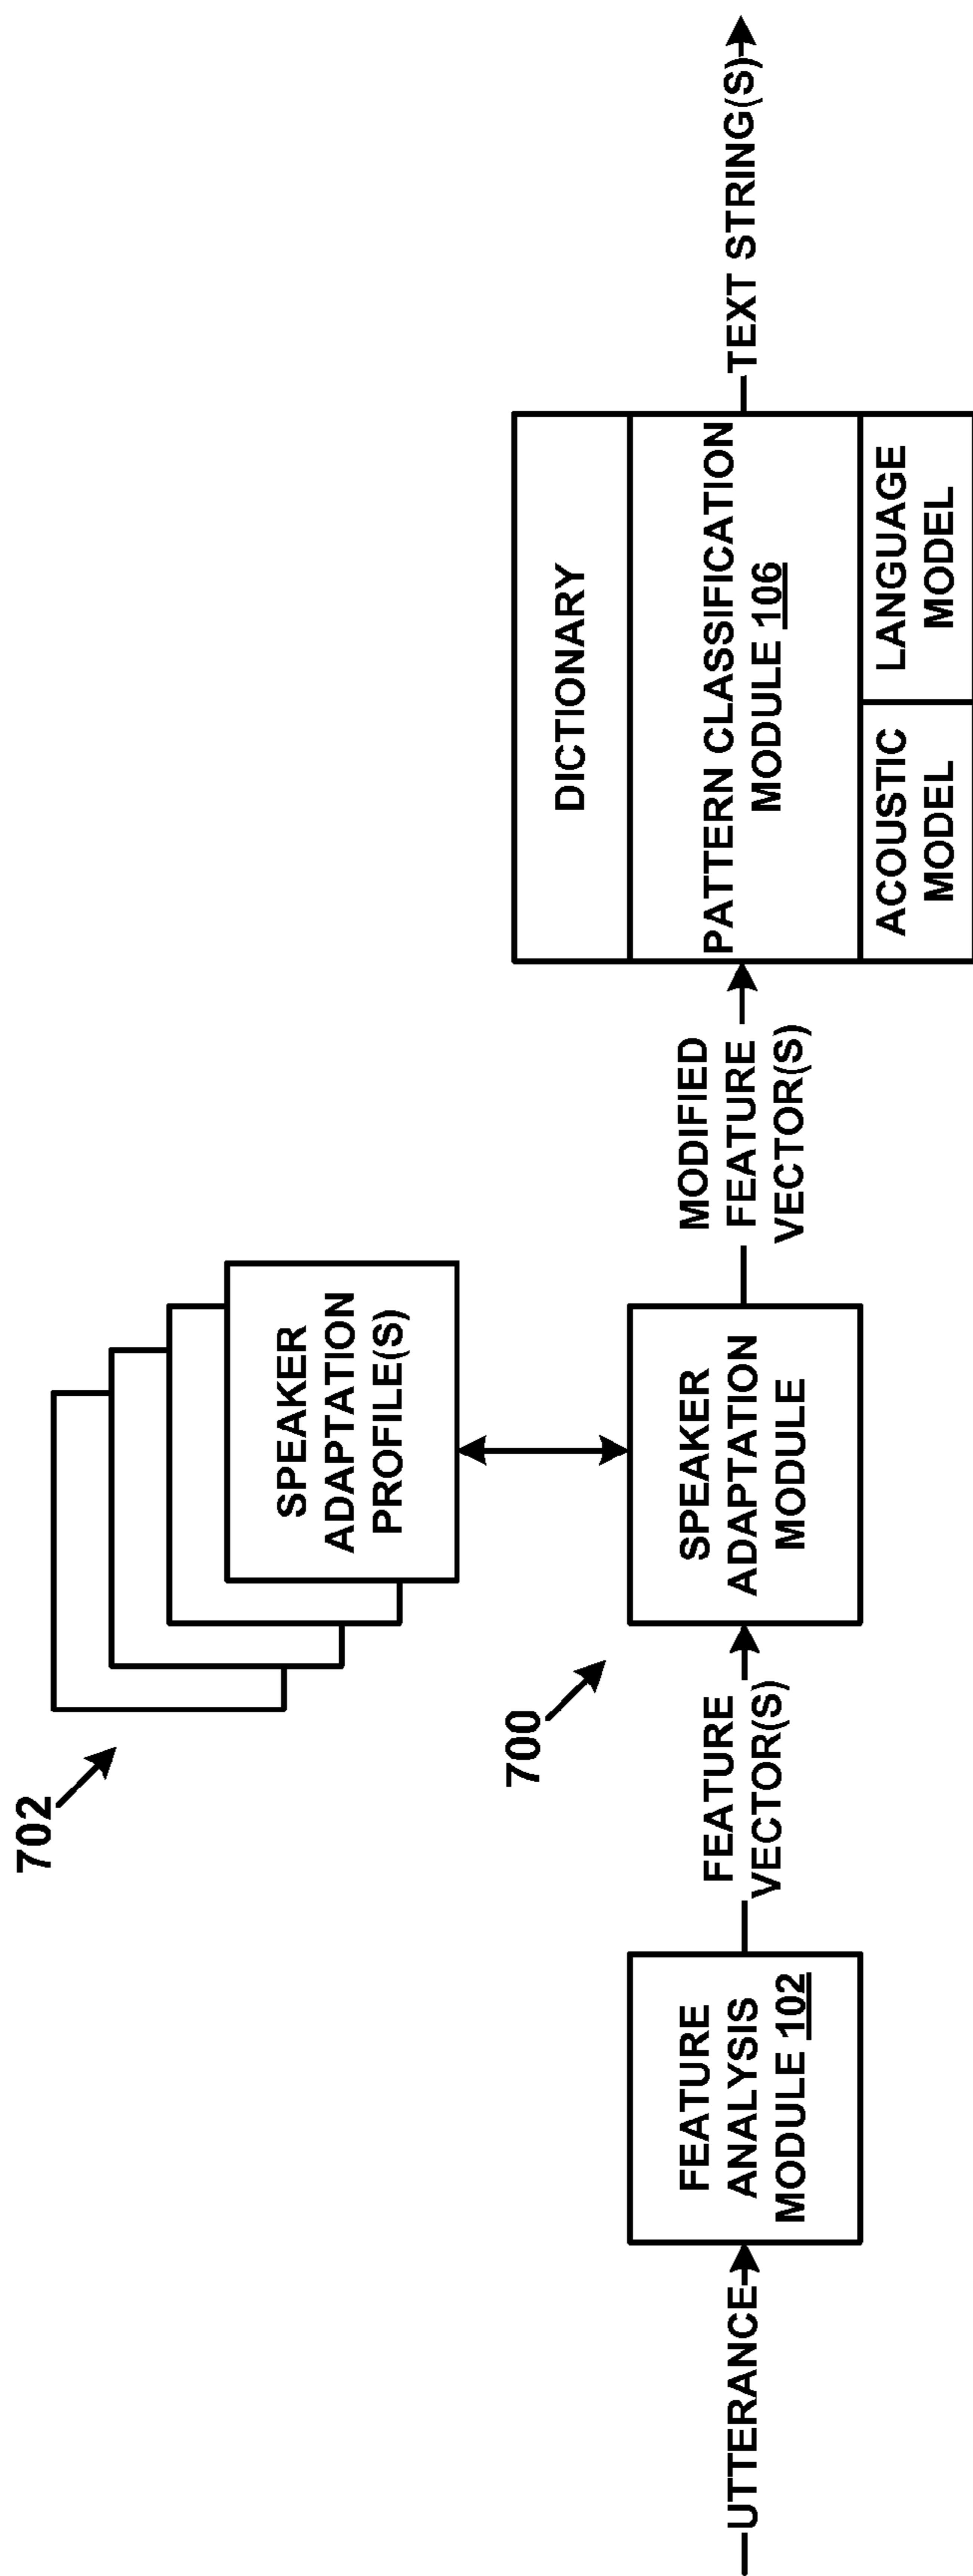 702
SPEAKER
ADAPTATION
PROFILE(S)
700
UTTERANCE
FEATURE
ANALYSIS
MODULE 102
FEATURE
VECTOR(S)
SPEAKER
ADAPTATION
MODULE
MODIFIED
FEATURE
VECTOR(S)
DICTIONARY
PATTERN CLASSIFICATION
MODULE 106
ACOUSTIC
MODEL
LANGUAGE
MODEL
TEXT STRING(S)